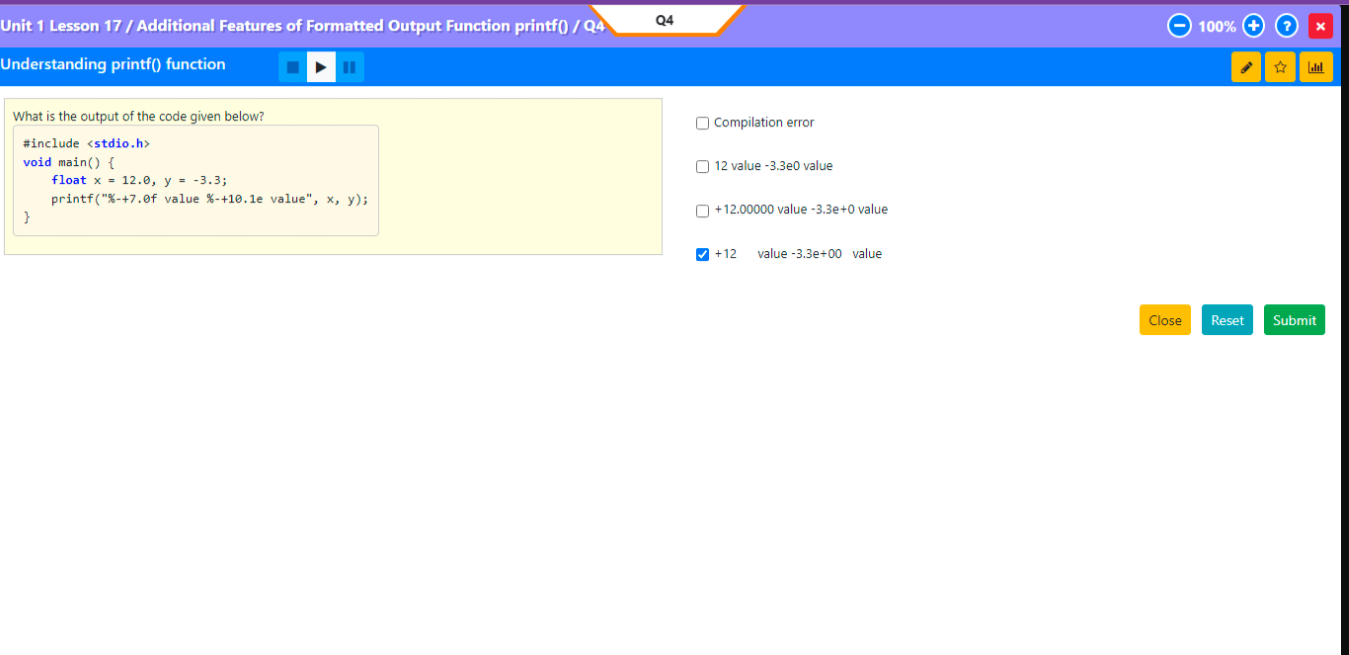 Unit 1 Lesson 17 / Additional Features of Formatted Output Function printf() / Q4
Q4
100%
?
Understanding printf() function
What is the output of the code given below?
#include <stdio.h>
void main() {
    float x = 12.0, y = -3.3;
    printf("%-+7.0f value %-+10.1e value", x, y);
}
Compilation error
12 value -3.3e0 value
+12.00000 value -3.3e+0 value
+12     value -3.3e+00   value
Close Reset Submit